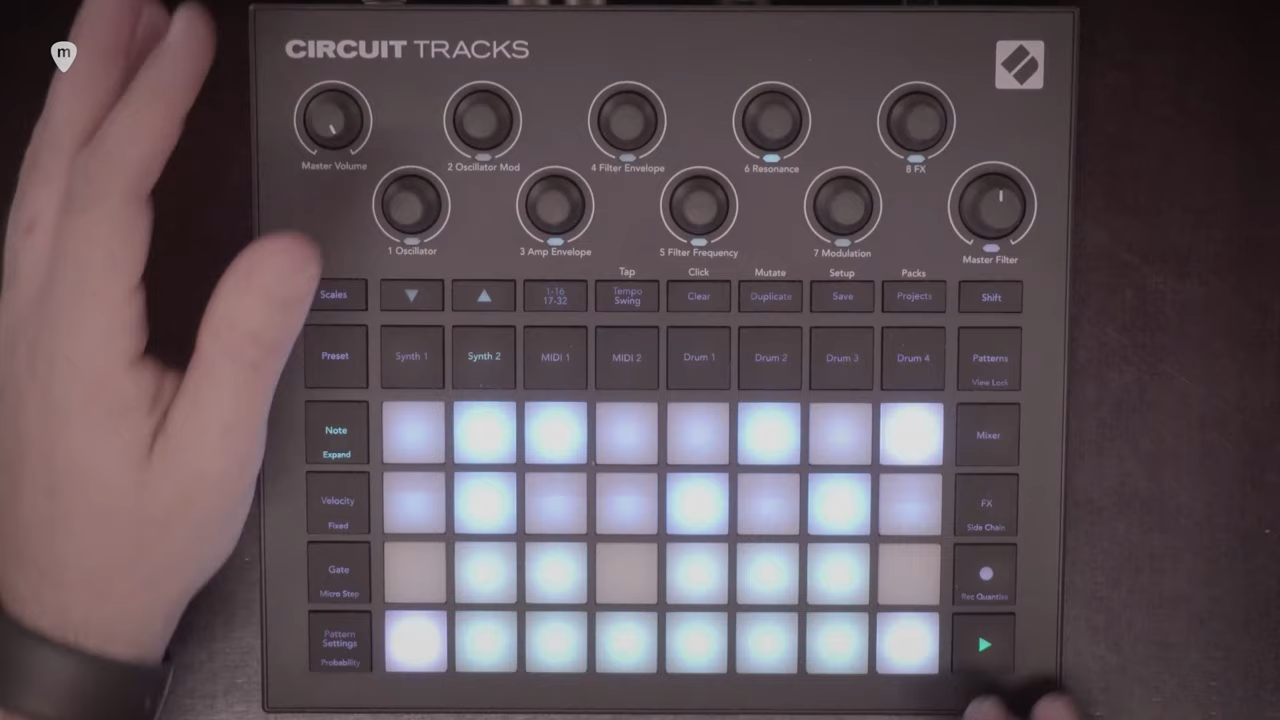 m
CIRCUIT TRACKS
Master Volume
2 Oscillator Mod
4 Filter Envelope
6 Resonance
8 FX
1 Oscillator
3 Amp Envelope
5 Filter Frequency
7 Modulation
Master Filter
Tap
Click
Mutate
Setup
Packs
Scales
▼
▲
1-16
17-32
Tempo
Swing
Clear
Duplicate
Save
Projects
Shift
Preset
Synth 1
Synth 2
MIDI 1
MIDI 2
Drum 1
Drum 2
Drum 3
Drum 4
Patterns
View Lock
Note
Expand
Mixer
Velocity
Fixed
FX
Side Chain
Gate
Micro Step
Rec Quantise
Pattern
Settings
Probability